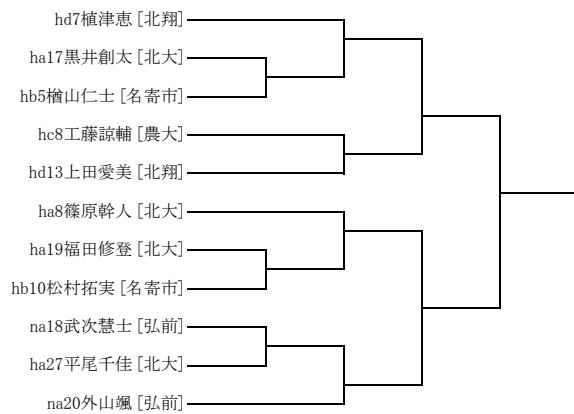 hd7植津恵[北翔]
ha17黒井創太[北大]
hb5楢山仁士[名寄市]
hc8工藤諒輔[農大]
hd13上田愛美[北翔]
ha8篠原幹人[北大]
ha19福田修登[北大]
hb10松村拓実[名寄市]
na18武次慧士[弘前]
ha27平尾千佳[北大]
na20外山颯[弘前]